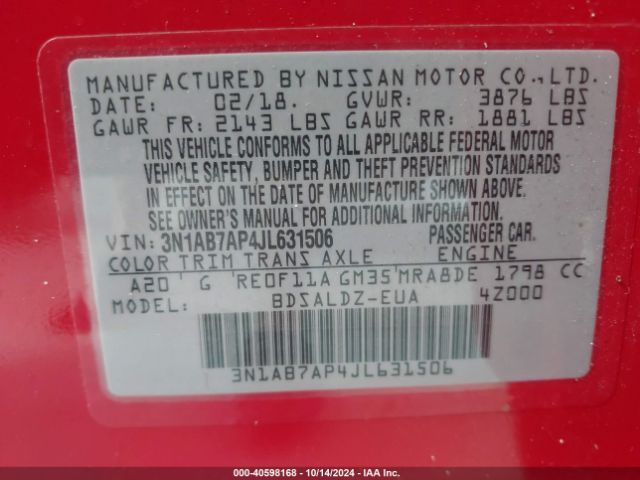 MANUFACTURED BY NISSAN MOTOR CO., LTD.
DATE: 02/18. GVWR: 3876 LBS
GAWR FR: 2143 LBS GAWR RR: 1881 LBS
THIS VEHICLE CONFORMS TO ALL APPLICABLE FEDERAL MOTOR
VEHICLE SAFETY, BUMPER AND THEFT PREVENTION STANDARDS
IN EFFECT ON THE DATE OF MANUFACTURE SHOWN ABOVE.
SEE OWNER'S MANUAL FOR ADDITIONAL INFORMATION
VIN: 3N1AB7AP4JL631506 PASSENGER CAR
COLOR TRIM TRANS AXLE ENGINE
A20 G RE0F11A GM35 MRA8DE 1798 CC
MODEL: BDSALDZ-EUA 4Z000
3N1AB7AP4JL631506
000-40598168 - 10/14/2024 - IAA Inc.